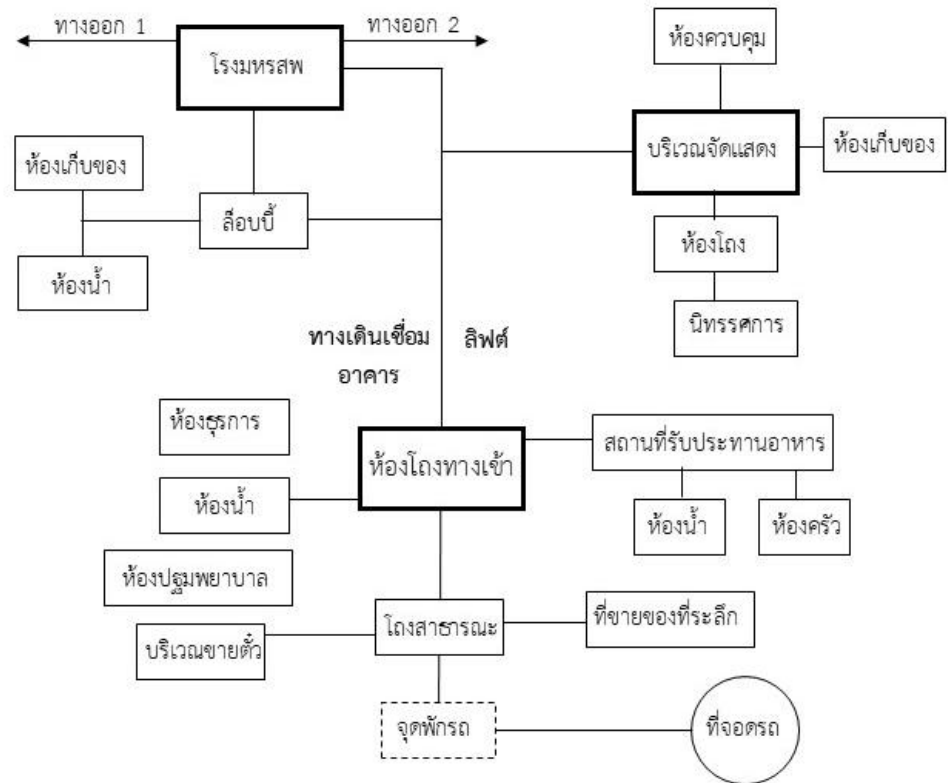 ทางออก 1
ทางออก 2
โรงมหรสพ
ห้องควบคุม
บริเวณจัดแสดง
ห้องเก็บของ
ห้องเก็บของ
ล็อบบี้
ห้องโถง
ห้องน้ำ
นิทรรศการ
ทางเดินเชื่อม
อาคาร
ลิฟต์
ห้องธุรการ
ห้องโถงทางเข้า
สถานที่รับประทานอาหาร
ห้องน้ำ
ห้องน้ำ
ห้องครัว
ห้องปฐมพยาบาล
โถงสาธารณะ
ที่ขายของที่ระลึก
บริเวณขายตั๋ว
จุดพักรถ
ที่จอดรถ